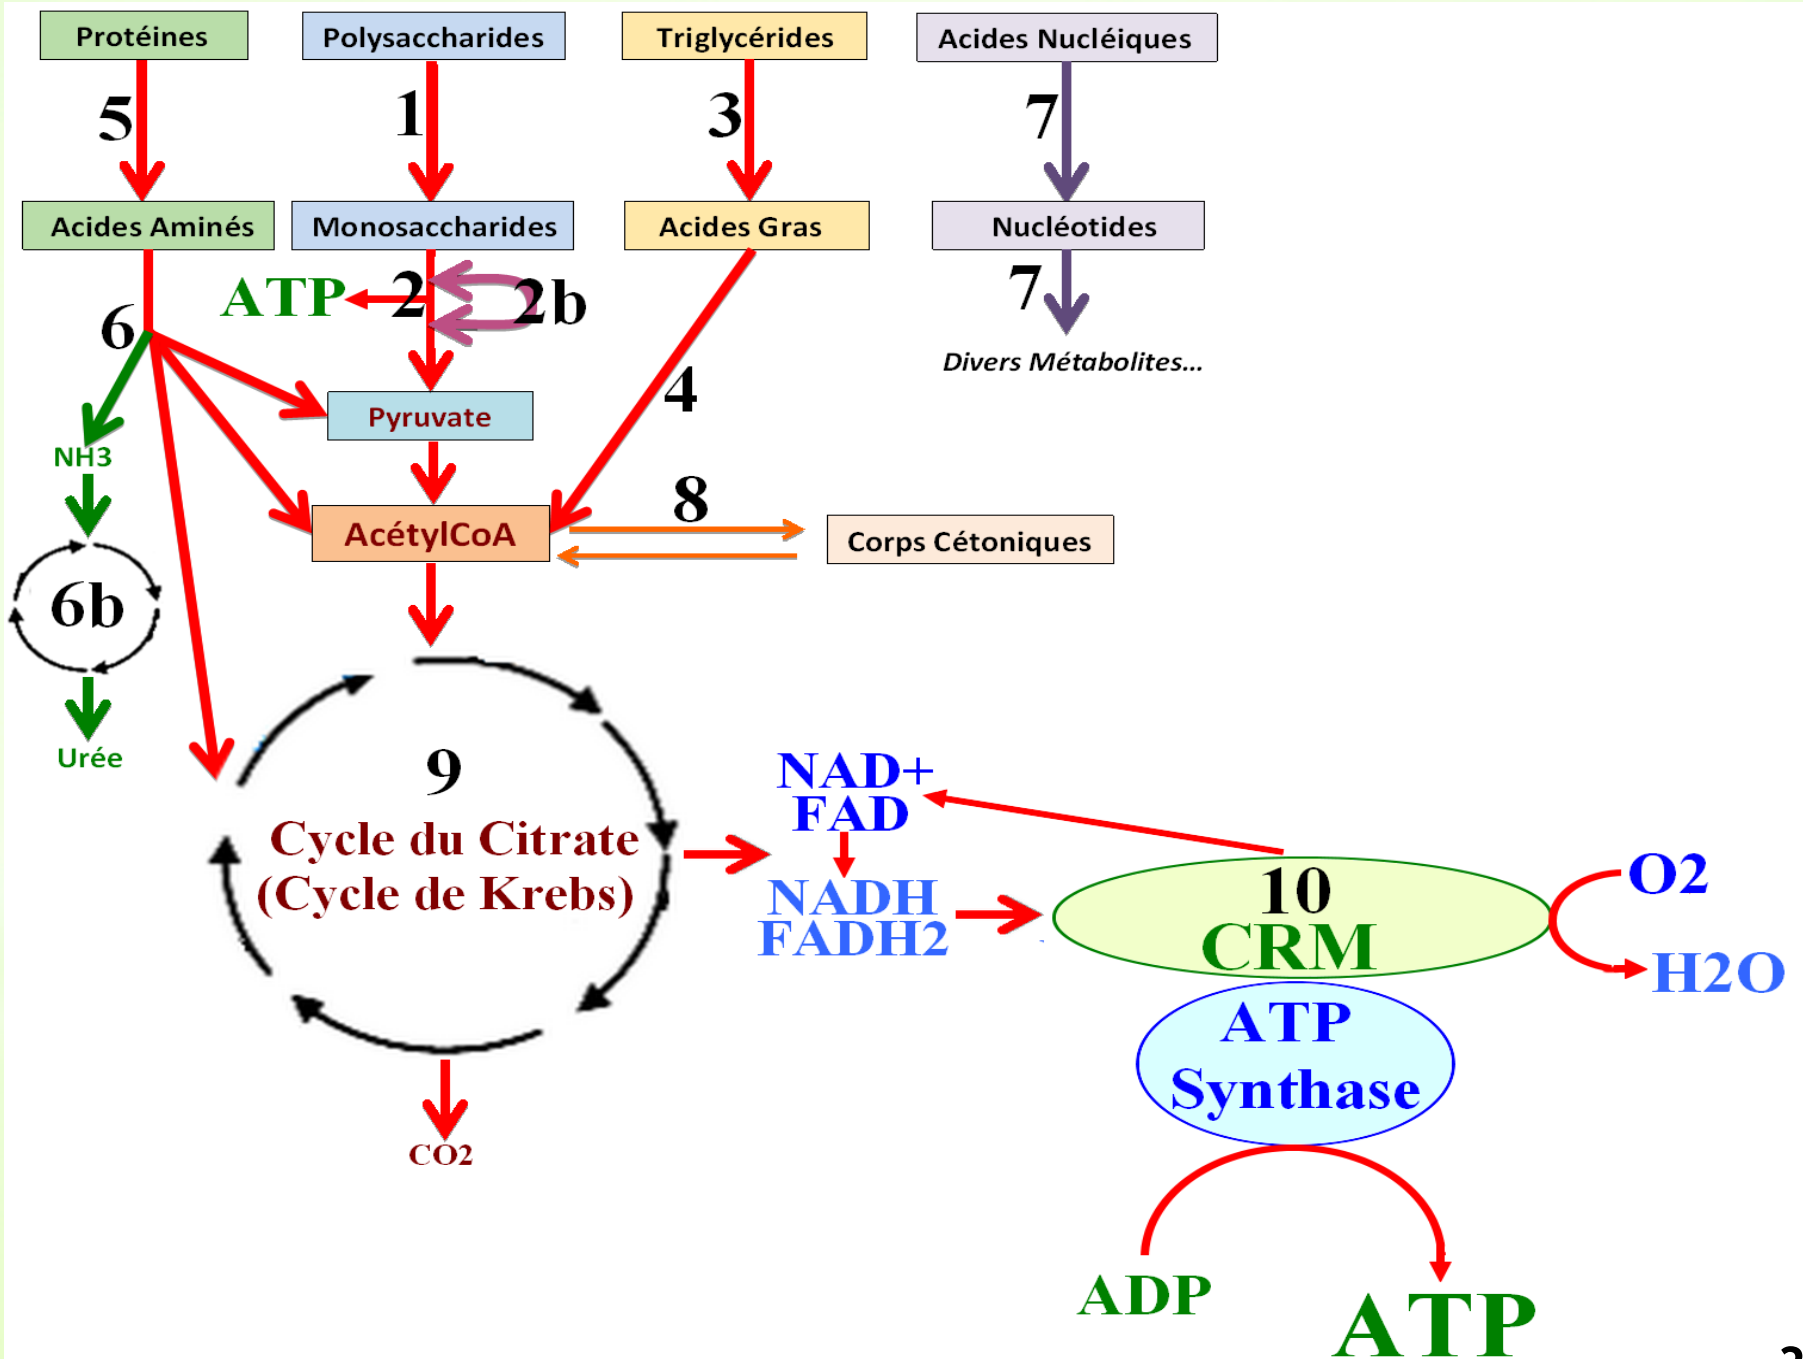 Protéines
Polysaccharides
Triglycérides
Acides Nucléiques
5
1
3
7
Acides Aminés
Monosaccharides
Acides Gras
Nucléotides
ATP
2
2b
7
6
Divers Métabolites...
4
Pyruvate
NH3
8
AcétylCoA
Corps Cétoniques
6b
Urée
9
Cycle du Citrate
(Cycle de Krebs)
NAD+
FAD
NADH
FADH2
10
CRM
O2
H2O
ATP
Synthase
CO2
ADP
ATP